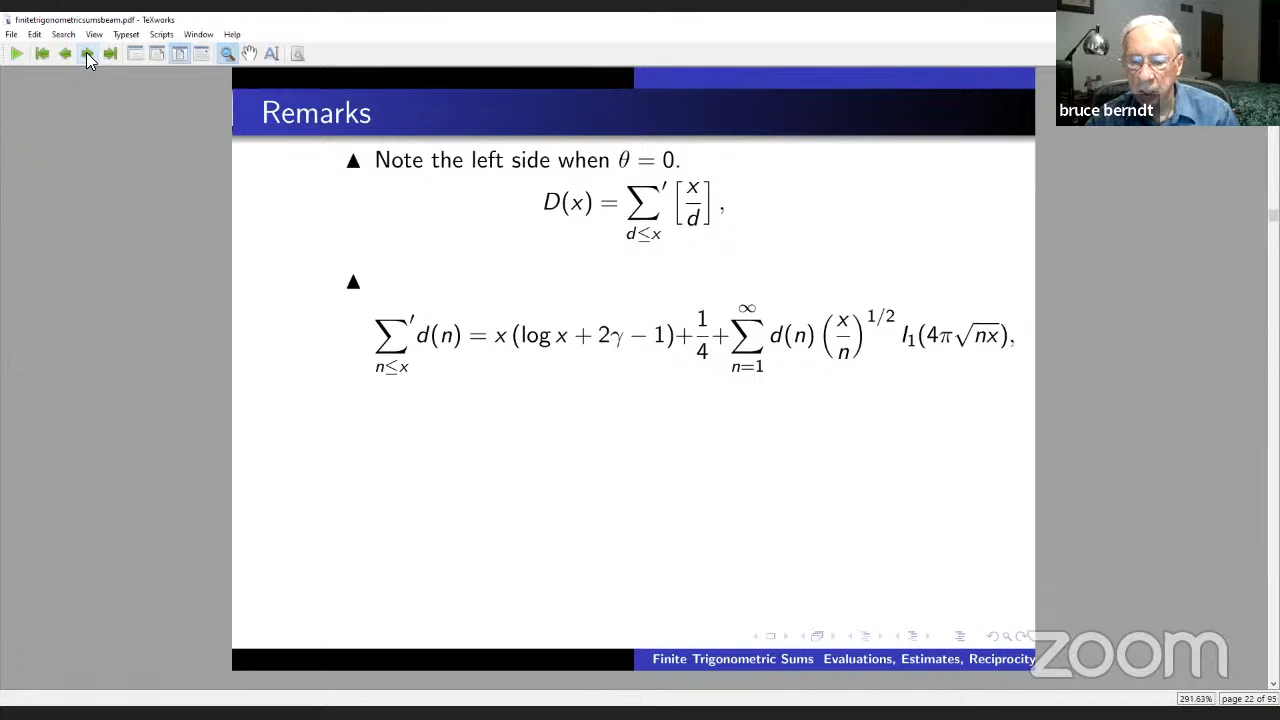 finitetrigonometricsumsbeam.pdf - TeXworks
File Edit Search View Typeset Scripts Window Help
bruce berndt
Remarks
▲ Note the left side when θ = 0.
D(x) = ∑′_{d≤x} [x/d],
▲
∑′_{n≤x} d(n) = x (log x + 2γ − 1)+1/4+∑_{n=1}^{∞} d(n) (x/n)^{1/2} I₁(4π√nx),
Finite Trigonometric Sums Evaluations, Estimates, Reciprocity
zoom
291.63% page 22 of 95